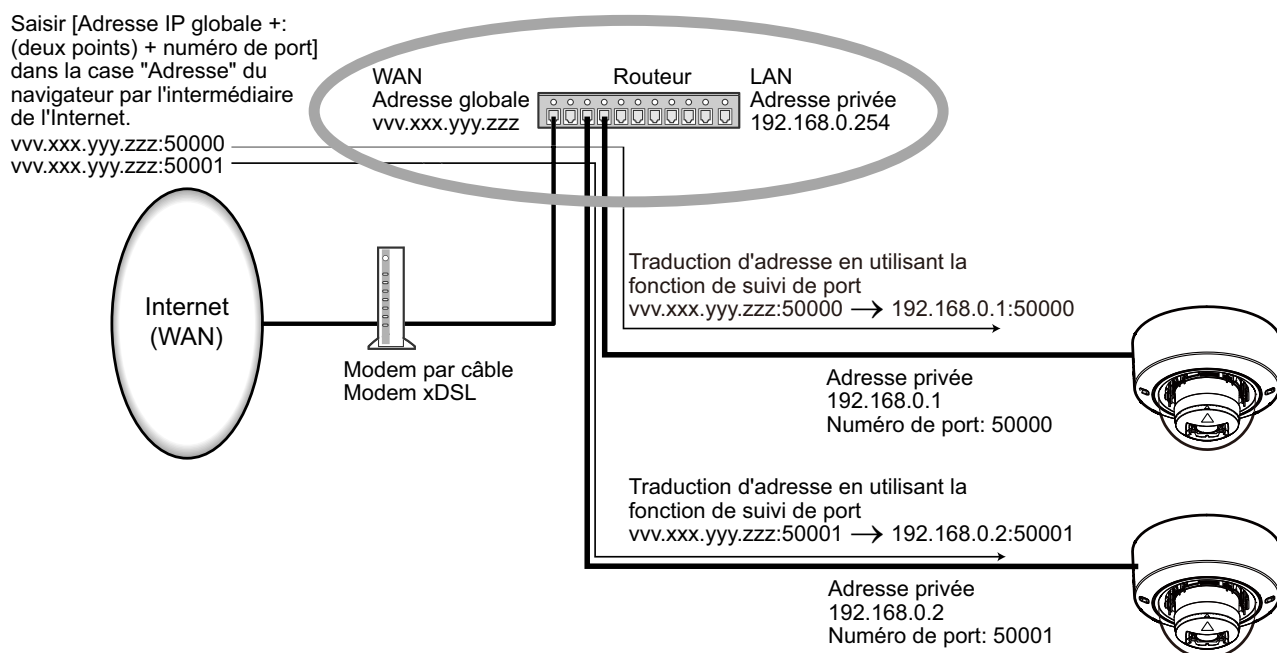 Saisir [Adresse IP globale +:
(deux points) + numéro de port]
dans la case "Adresse" du
navigateur par l'intermédiaire
de l'Internet.
vvv.xxx.yyy.zzz:50000
vvv.xxx.yyy.zzz:50001
WAN
Adresse globale
vvv.xxx.yyy.zzz
Routeur
LAN
Adresse privée
192.168.0.254
Internet
(WAN)
Modem par câble
Modem xDSL
Traduction d'adresse en utilisant la
fonction de suivi de port
vvv.xxx.yyy.zzz:50000 → 192.168.0.1:50000
Adresse privée
192.168.0.1
Numéro de port: 50000
Traduction d'adresse en utilisant la
fonction de suivi de port
vvv.xxx.yyy.zzz:50001 → 192.168.0.2:50001
Adresse privée
192.168.0.2
Numéro de port: 50001